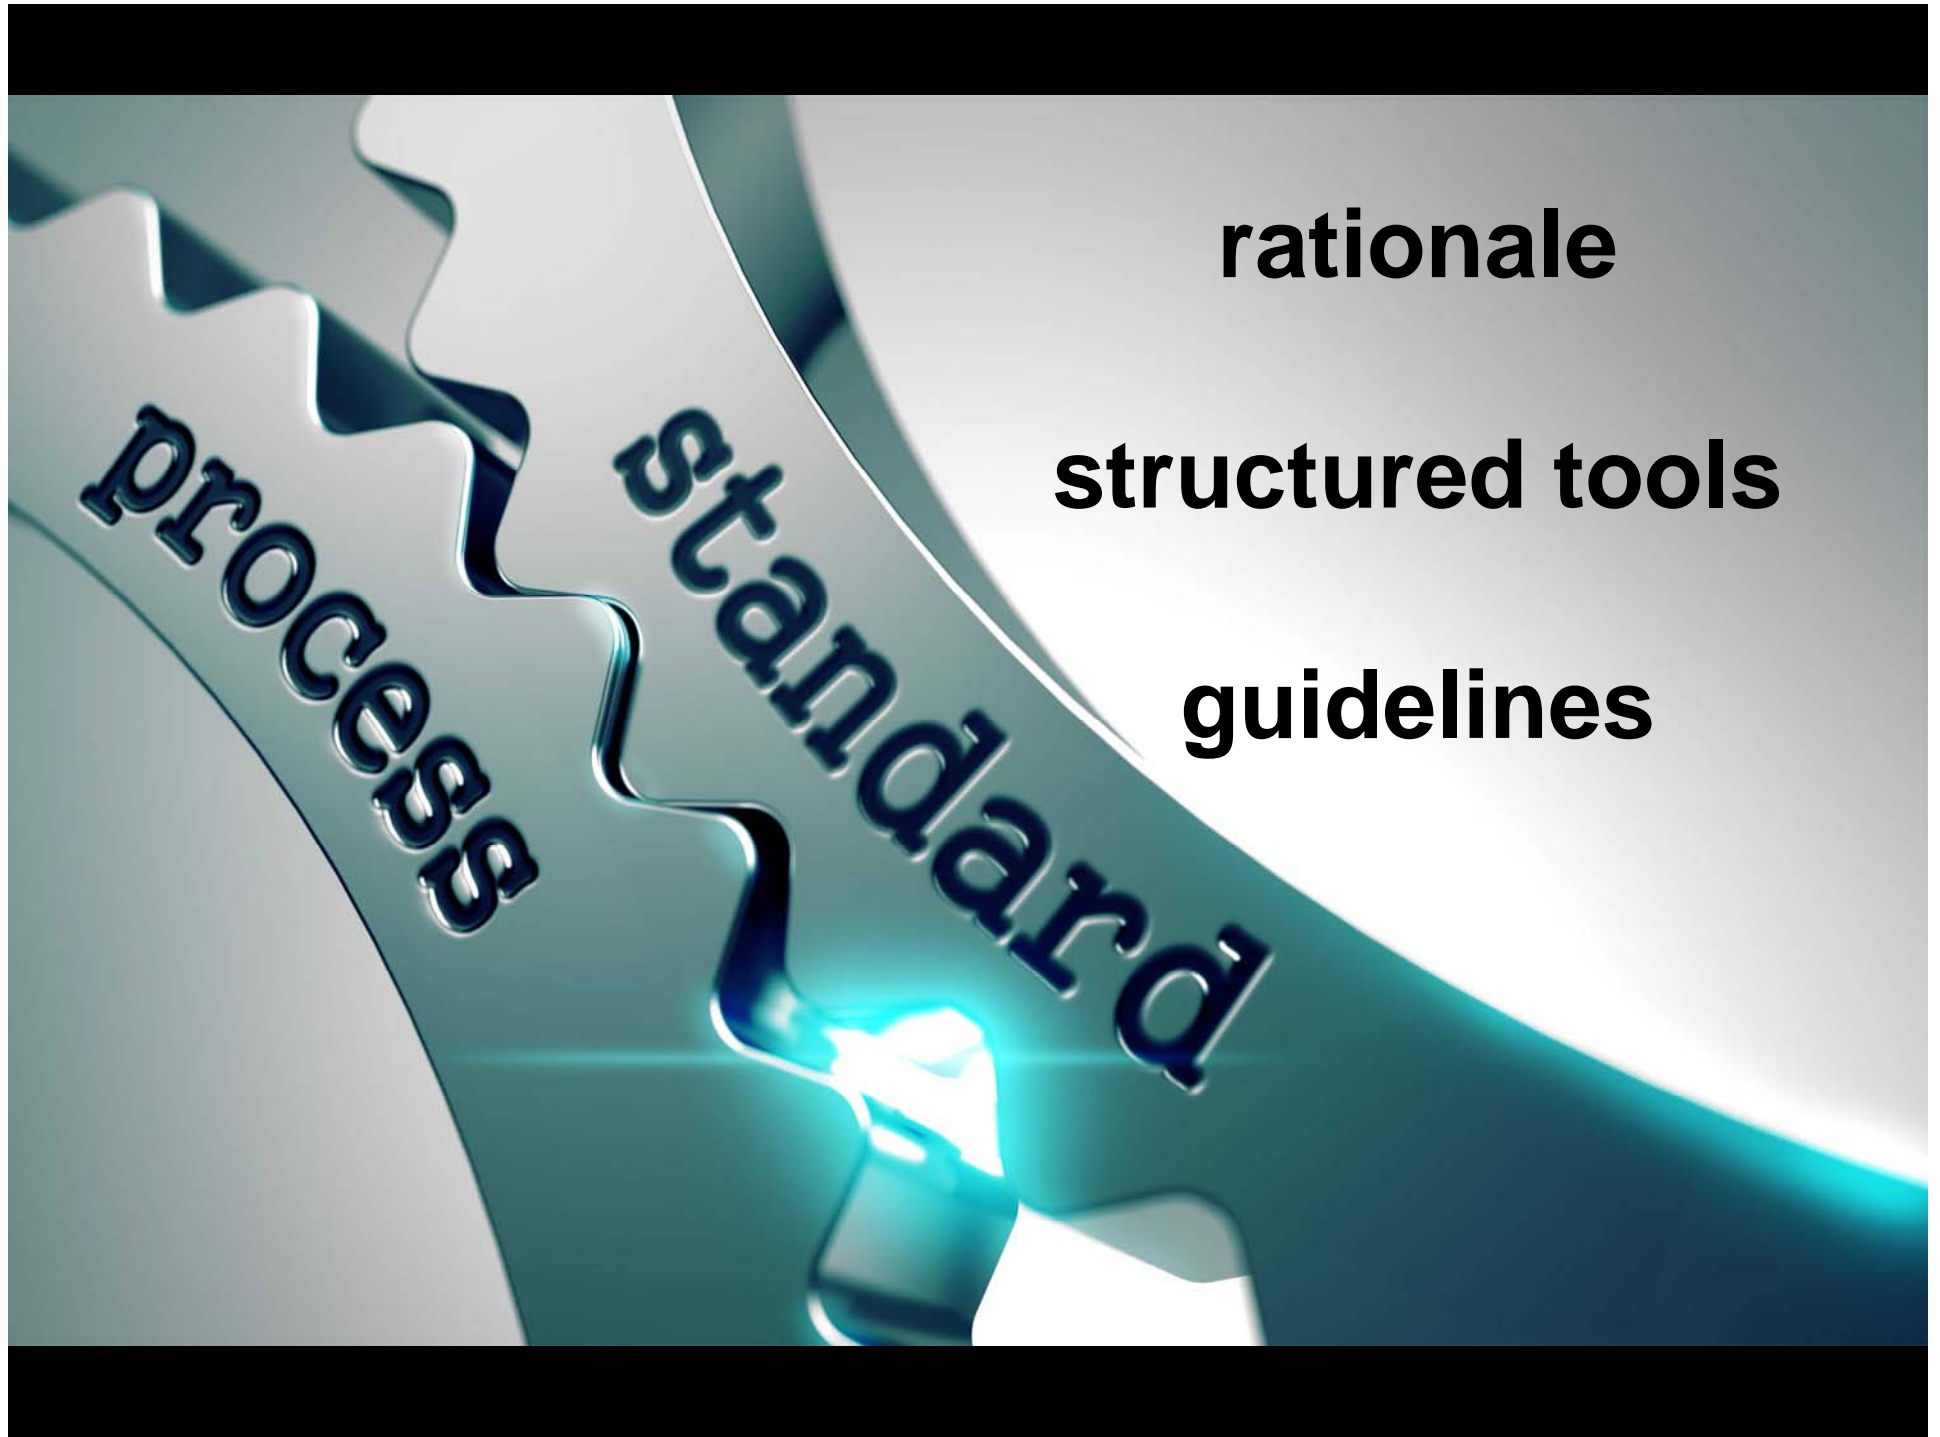 rationale
structured tools
guidelines
process
standard